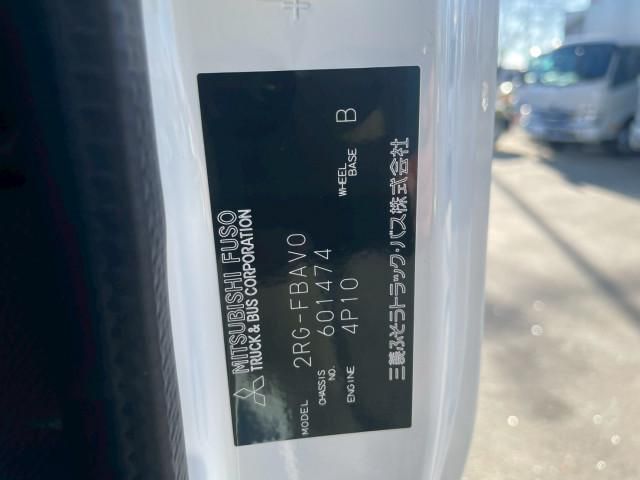 MITSUBISHI FUSO
TRUCK & BUS CORPORATION
MODEL 2RG-FBAV0
CHASSIS NO. 601474
ENGINE 4P10 WHEEL BASE B
三菱ふそうトラック・バス株式会社